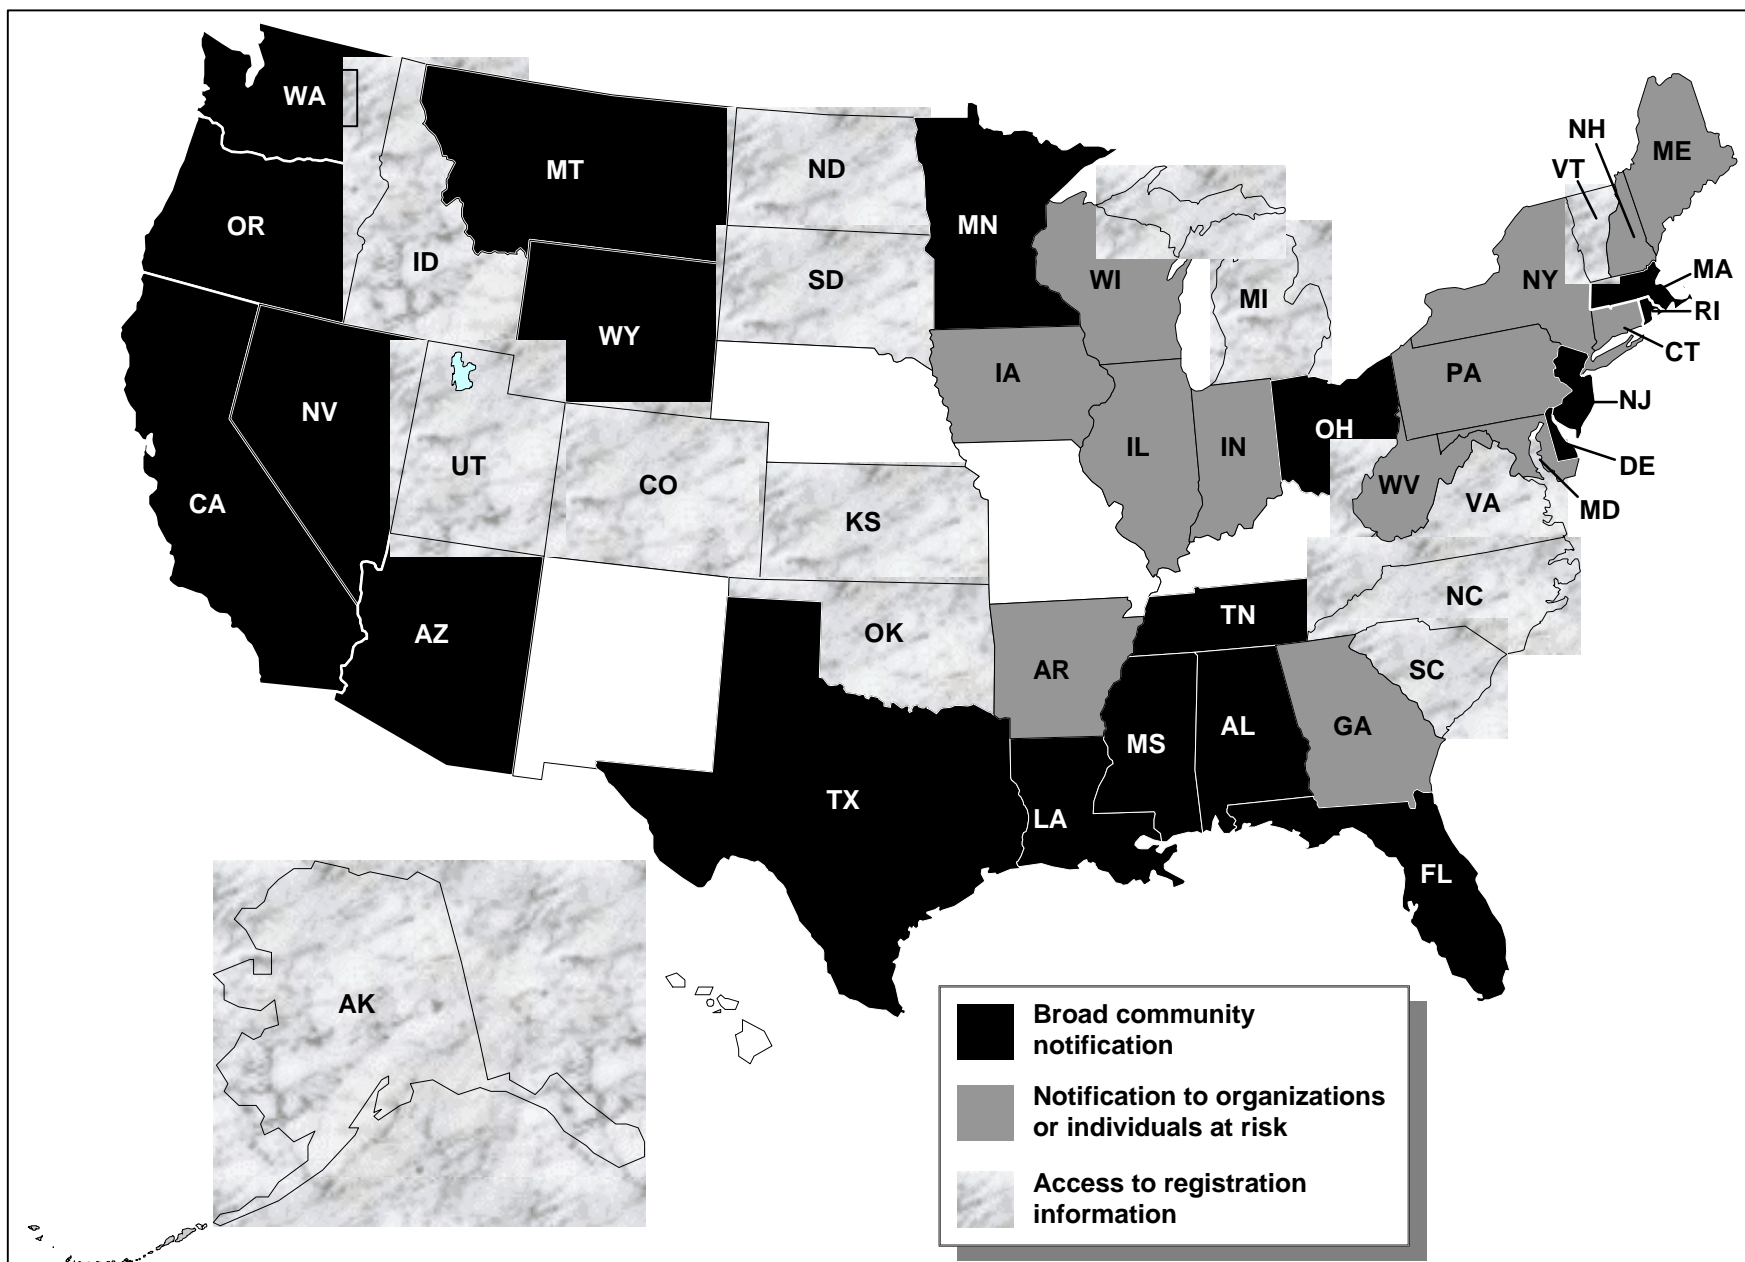 WA
MT
ND
MN
OR
ID
SD
WI
MI
NH
VT
ME
NY
MA
RI
CT
WY
IA
PA
NJ
NV
UT
CO
IL
IN
OH
DE
CA
KS
WV
VA
MD
AZ
OK
TN
NC
AR
SC
MS
AL
GA
TX
LA
FL
AK
Broad community
notification
Notification to organizations
or individuals at risk
Access to registration
information